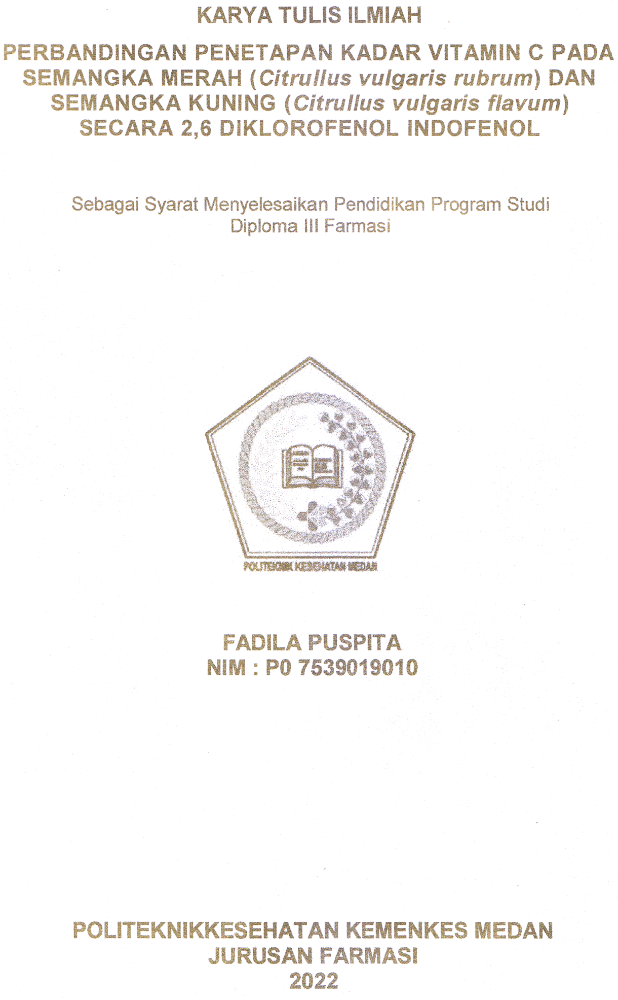 KARYA TULIS ILMIAH
PERBANDINGAN PENETAPAN KADAR VITAMIN C PADA
SEMANGKA MERAH (Citrullus vulgaris rubrum) DAN
SEMANGKA KUNING (Citrullus vulgaris flavum)
SECARA 2,6 DIKLOROFENOL INDOFENOL
Sebagai Syarat Menyelesaikan Pendidikan Program Studi
Diploma III Farmasi
POLITEKNIK KESEHATAN MEDAN
FADILA PUSPITA
NIM : P0 7539019010
POLITEKNIKKESEHATAN KEMENKES MEDAN
JURUSAN FARMASI
2022